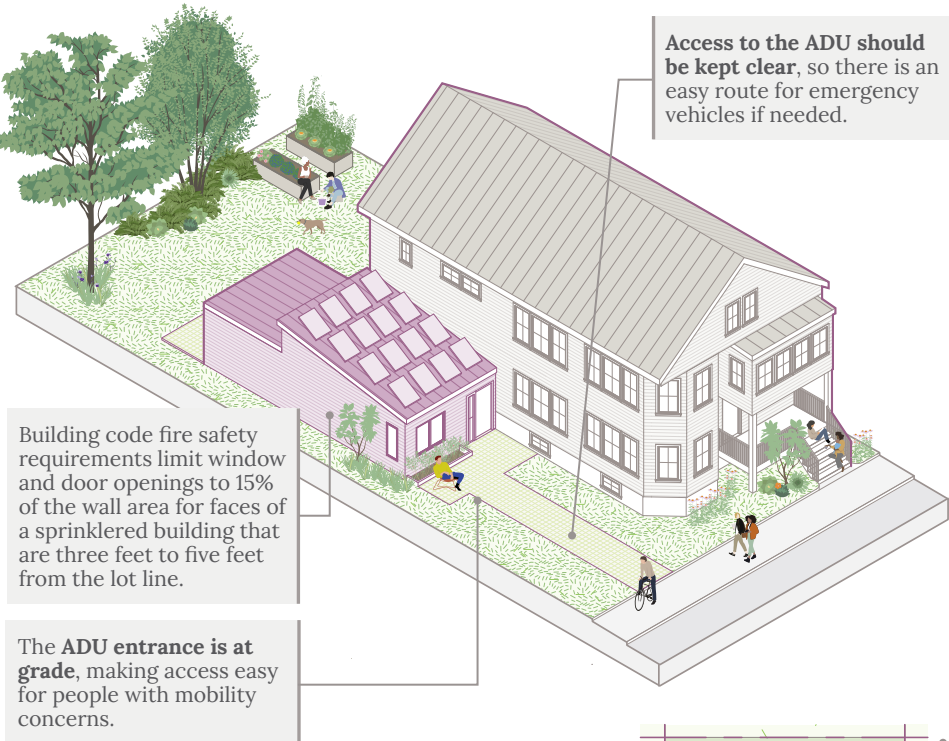 Access to the ADU should
be kept clear, so there is an
easy route for emergency
vehicles if needed.
Building code fire safety
requirements limit window
and door openings to 15%
of the wall area for faces of
a sprinklered building that
are three feet to five feet
from the lot line.
The ADU entrance is at
grade, making access easy
for people with mobility
concerns.